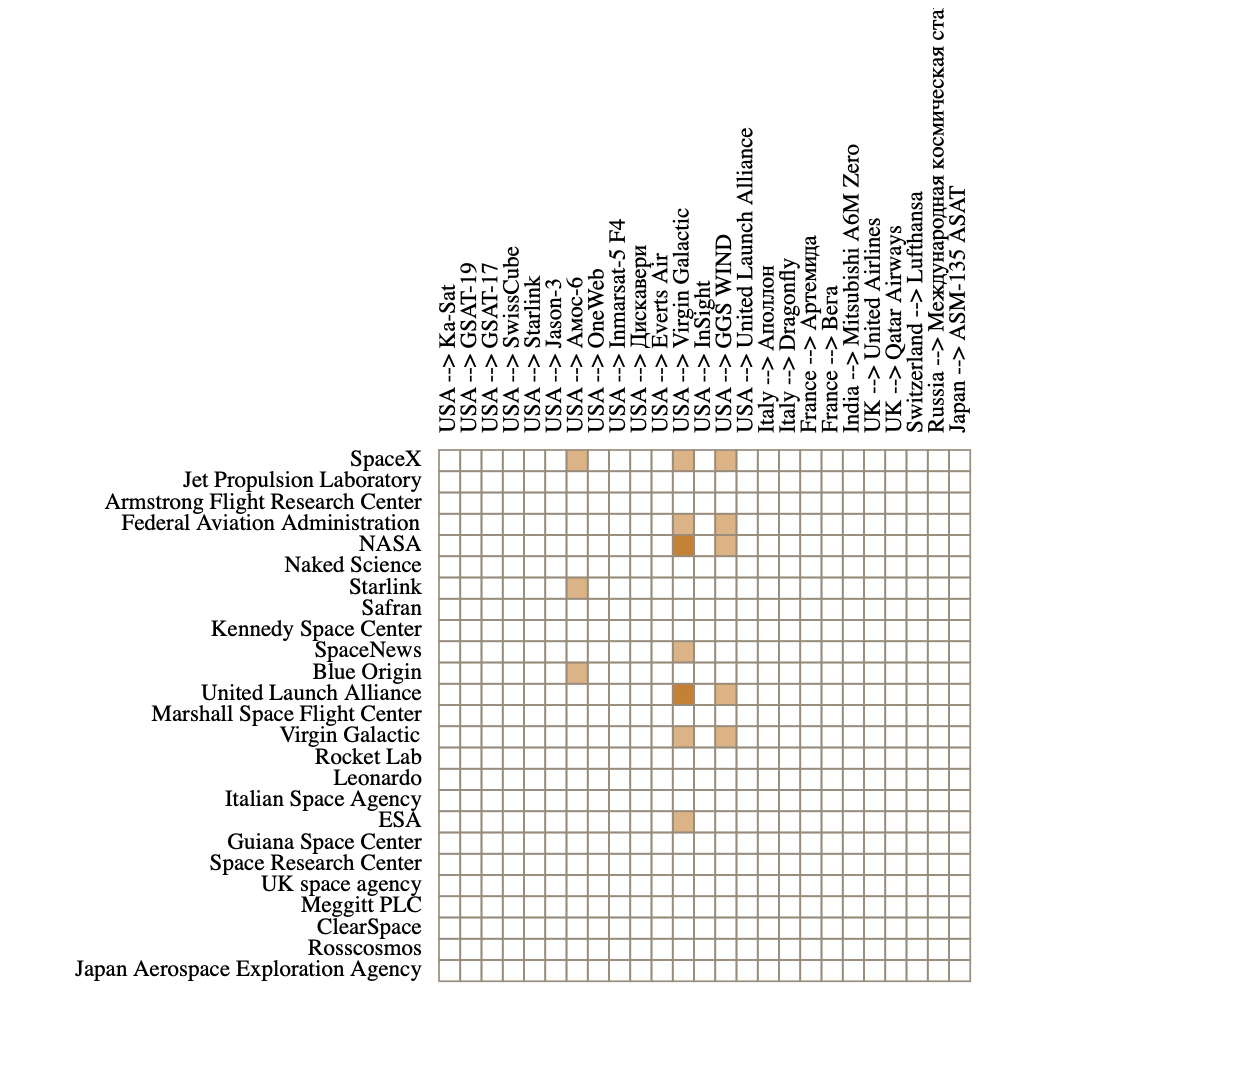 USA --> Ka-Sat
USA --> GSAT-19
USA --> GSAT-17
USA --> SwissCube
USA --> Starlink
USA --> Jason-3
USA --> Амос-6
USA --> OneWeb
USA --> Inmarsat-5 F4
USA --> Дискавери
USA --> Everts Air
USA --> Virgin Galactic
USA --> InSight
USA --> GGS WIND
USA --> United Launch Alliance
Italy --> Аполлон
Italy --> Dragonfly
France --> Артемида
France --> Вега
India --> Mitsubishi A6M Zero
UK --> United Airlines
UK --> Qatar Airways
Switzerland --> Lufthansa
Russia --> Международная космическая ста
Japan --> ASM-135 ASAT
SpaceX
Jet Propulsion Laboratory
Armstrong Flight Research Center
Federal Aviation Administration
NASA
Naked Science
Starlink
Safran
Kennedy Space Center
SpaceNews
Blue Origin
United Launch Alliance
Marshall Space Flight Center
Virgin Galactic
Rocket Lab
Leonardo
Italian Space Agency
ESA
Guiana Space Center
Space Research Center
UK space agency
Meggitt PLC
ClearSpace
Rosscosmos
Japan Aerospace Exploration Agency